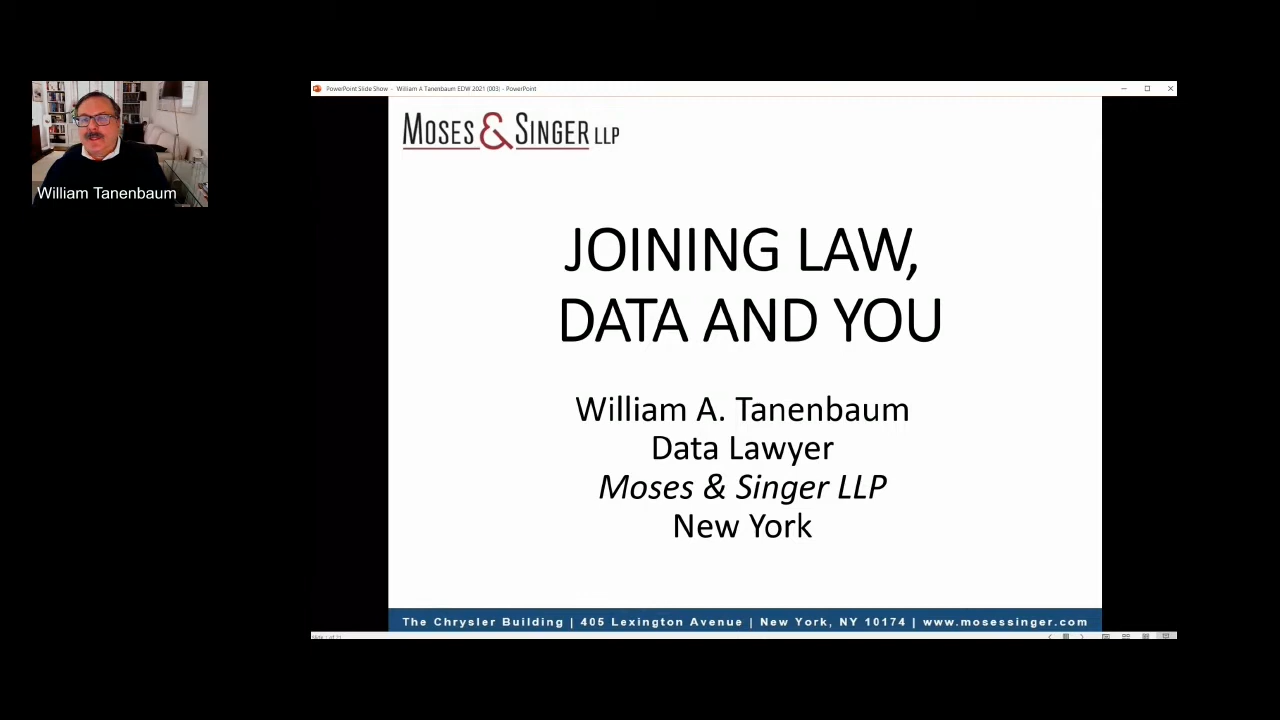 William Tanenbaum
PowerPoint Slide Show - William A Tanenbaum EDW 2021 (003) - PowerPoint
MOSES & SINGER LLP
JOINING LAW,
DATA AND YOU
William A. Tanenbaum
Data Lawyer
Moses & Singer LLP
New York
The Chrysler Building | 405 Lexington Avenue | New York, NY 10174 | www.mosessinger.com